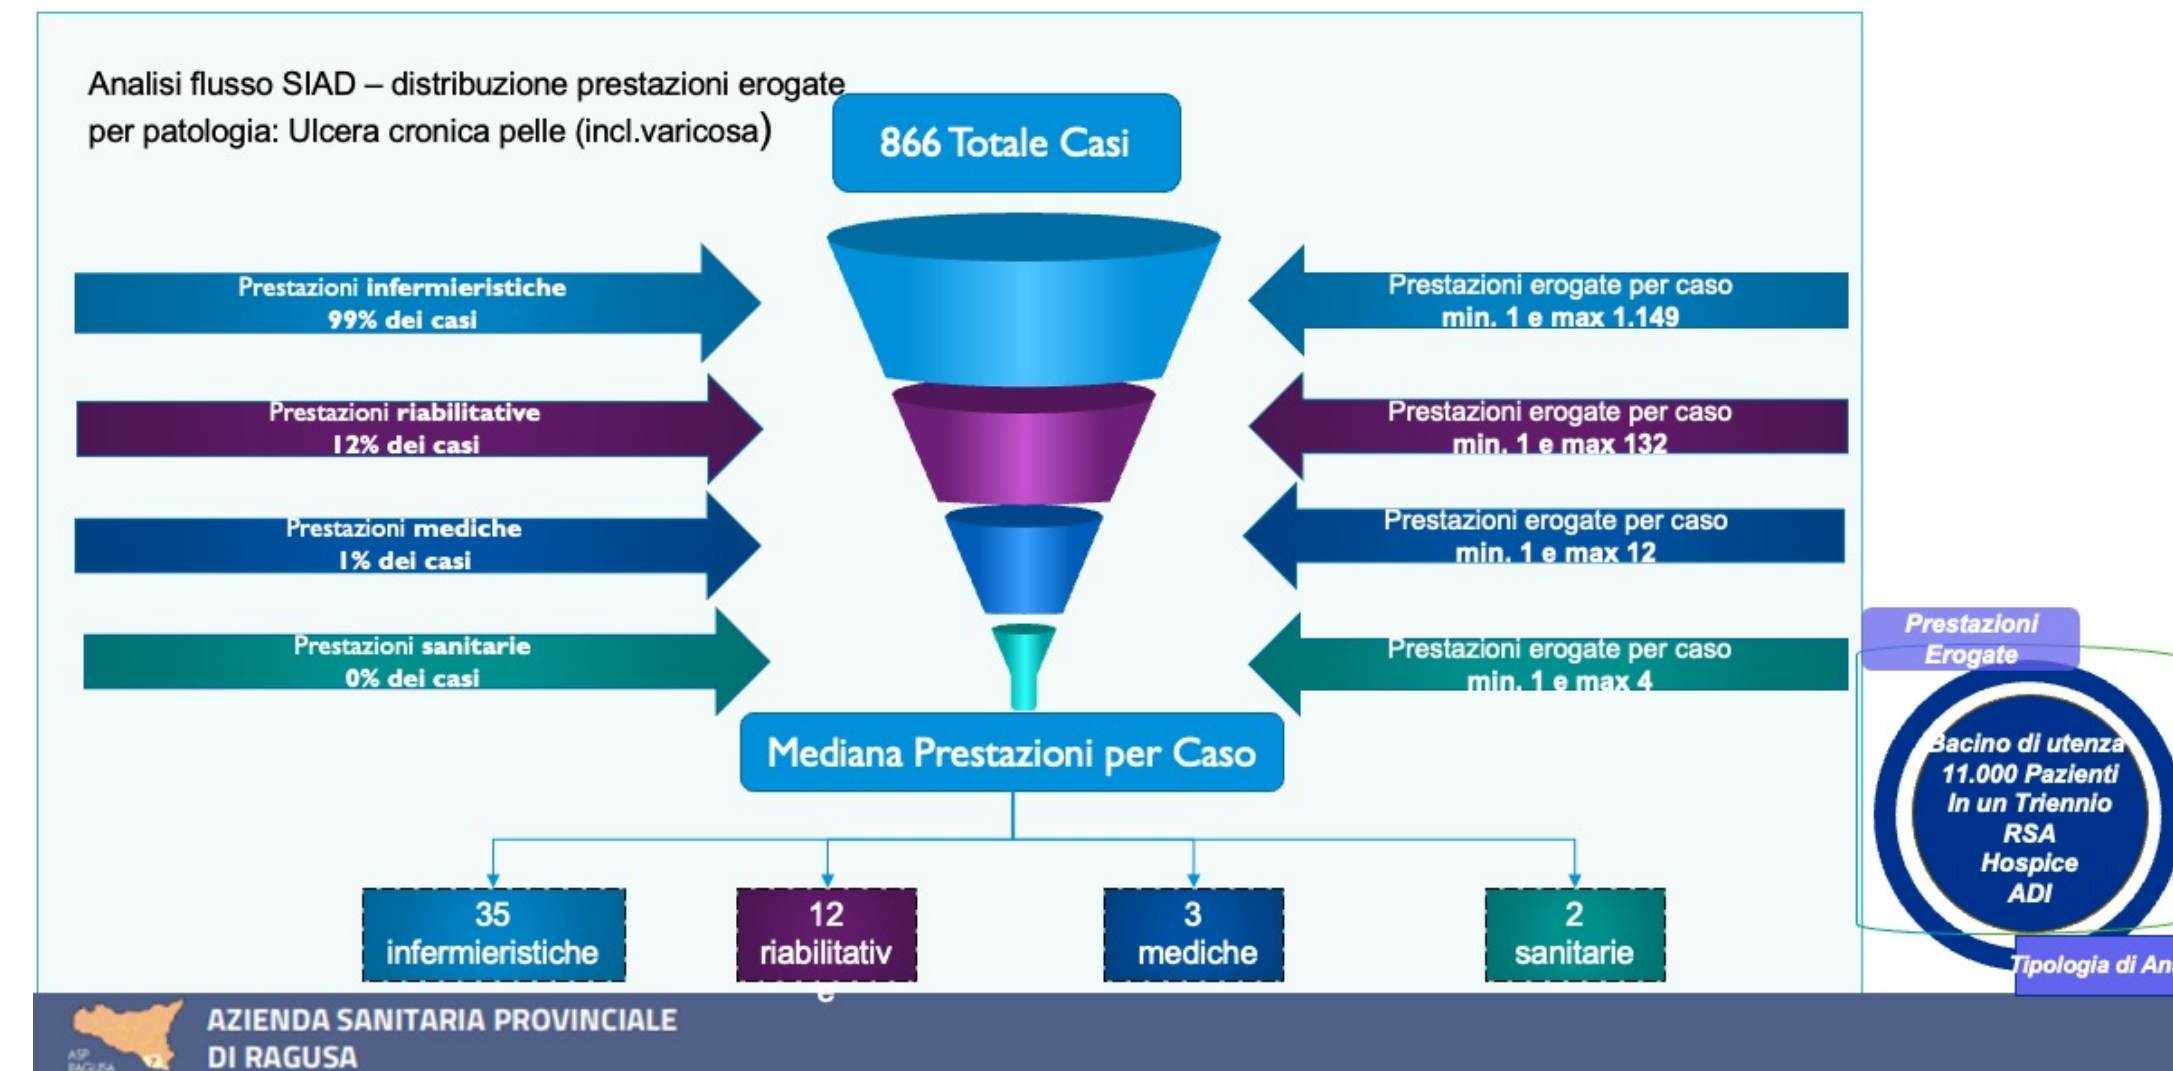 Analisi flusso SIAD – distribuzione prestazioni erogate
per patologia: Ulcera cronica pelle (incl.varicosa)
866 Totale Casi
Prestazioni infermieristiche
99% dei casi
Prestazioni erogate per caso
min. 1 e max 1.149
Prestazioni riabilitative
12% dei casi
Prestazioni erogate per caso
min. 1 e max 132
Prestazioni mediche
1% dei casi
Prestazioni erogate per caso
min. 1 e max 12
Prestazioni sanitarie
0% dei casi
Prestazioni erogate per caso
min. 1 e max 4
Mediana Prestazioni per Caso
35
infermieristiche
12
riabilitativ
e
3
mediche
2
sanitarie
Prestazioni
Erogate
Bacino di utenza
11.000 Pazienti
In un Triennio
RSA
Hospice
ADI
Tipologia di
AZIENDA SANITARIA PROVINCIALE
DI RAGUSA
ASP
RAGUSA